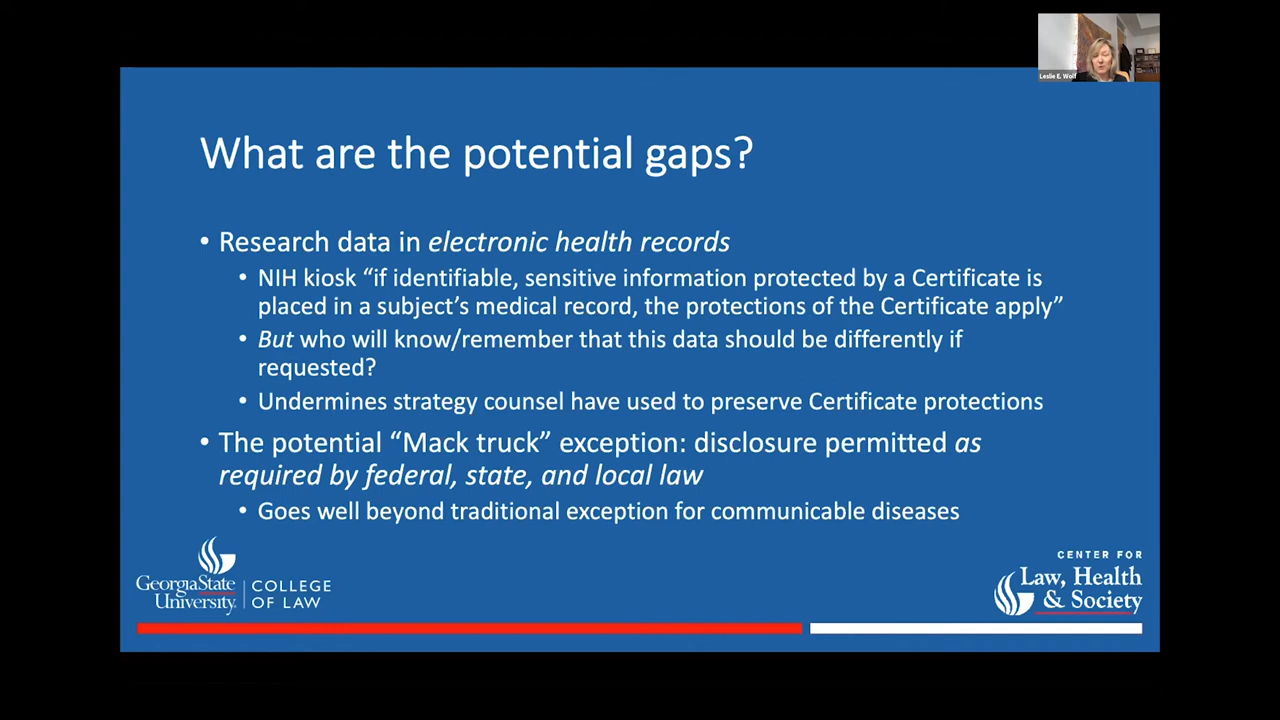 Leslie E. Wolf
What are the potential gaps?
• Research data in electronic health records
• NIH kiosk “if identifiable, sensitive information protected by a Certificate is
placed in a subject’s medical record, the protections of the Certificate apply”
• But who will know/remember that this data should be differently if
requested?
• Undermines strategy counsel have used to preserve Certificate protections
• The potential “Mack truck” exception: disclosure permitted as
required by federal, state, and local law
• Goes well beyond traditional exception for communicable diseases
GeorgiaState
University
COLLEGE
OF LAW
CENTER FOR
Law, Health
& Society